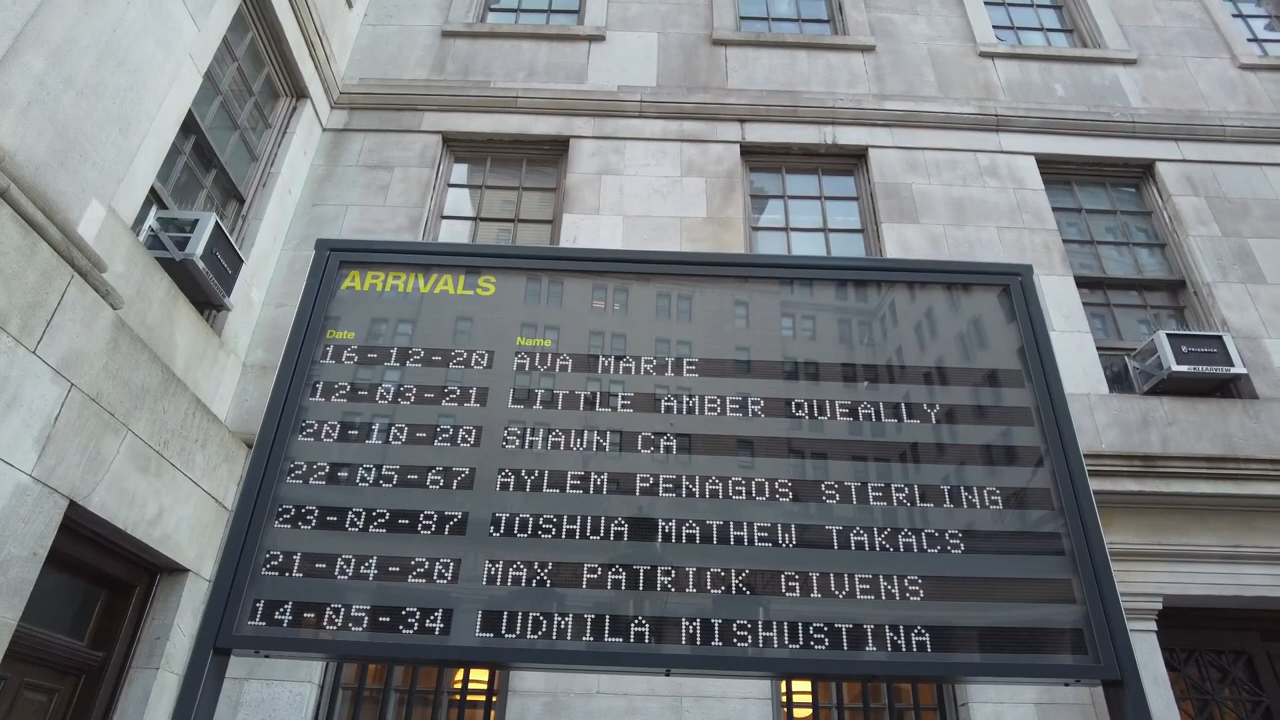 ARRIVALS
Date Name
16-12-20 AVA MARIE
12-03-21 LITTLE AMBER QUEALLY
20-10-20 SHAWN CA
22-05-67 AYLEM PENAGOS STERLING
23-02-87 JOSHUA MATHEW TAKACS
21-04-20 MAX PATRICK GIVENS
14-05-34 LUDMILA MISHUSTINA
FRIEDRICH
KLEARVIEW